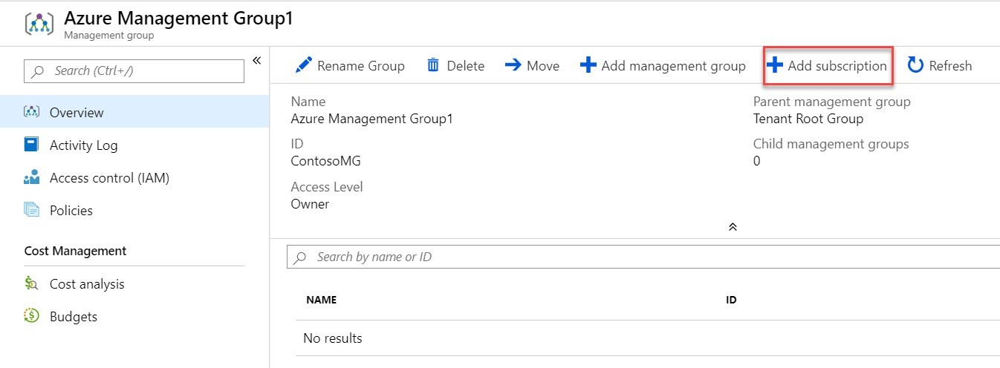 Azure Management Group1
Management group
Search (Ctrl+/)
Overview
Activity Log
Access control (IAM)
Policies
Cost Management
Cost analysis
Budgets
Rename Group Delete Move Add management group Add subscription Refresh
Name
Azure Management Group1
ID
ContosoMG
Access Level
Owner
Parent management group
Tenant Root Group
Child management groups
0
Search by name or ID
NAME ID
No results